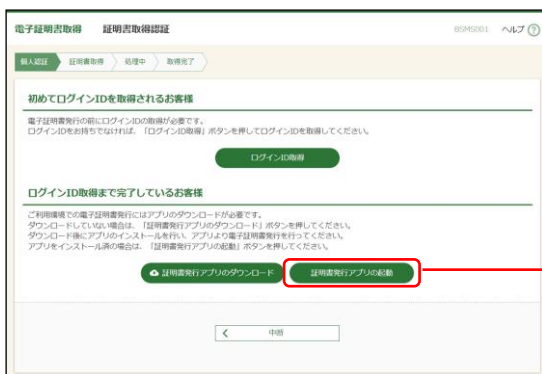 電子証明書取得 証明書取得認証
BSMS001 ヘルプ ?
個人認証 証明書取得 処理中 取得完了
初めてログインIDを取得されるお客様
電子証明書発行の前にログインIDの取得が必要です。
ログインIDをお持ちでなければ、「ログインID取得」ボタンを押してログインIDを取得してください。
ログインID取得
ログインID取得まで完了しているお客様
ご利用環境での電子証明書発行にはアプリのダウンロードが必要です。
ダウンロードしていない場合は、「証明書発行アプリのダウンロード」ボタンを押してください。
ダウンロード後にアプリのインストールを行い、アプリより電子証明書発行を行ってください。
アプリをインストール済の場合は、「証明書発行アプリの起動」ボタンを押してください。
証明書発行アプリのダウンロード 証明書発行アプリの起動
中断